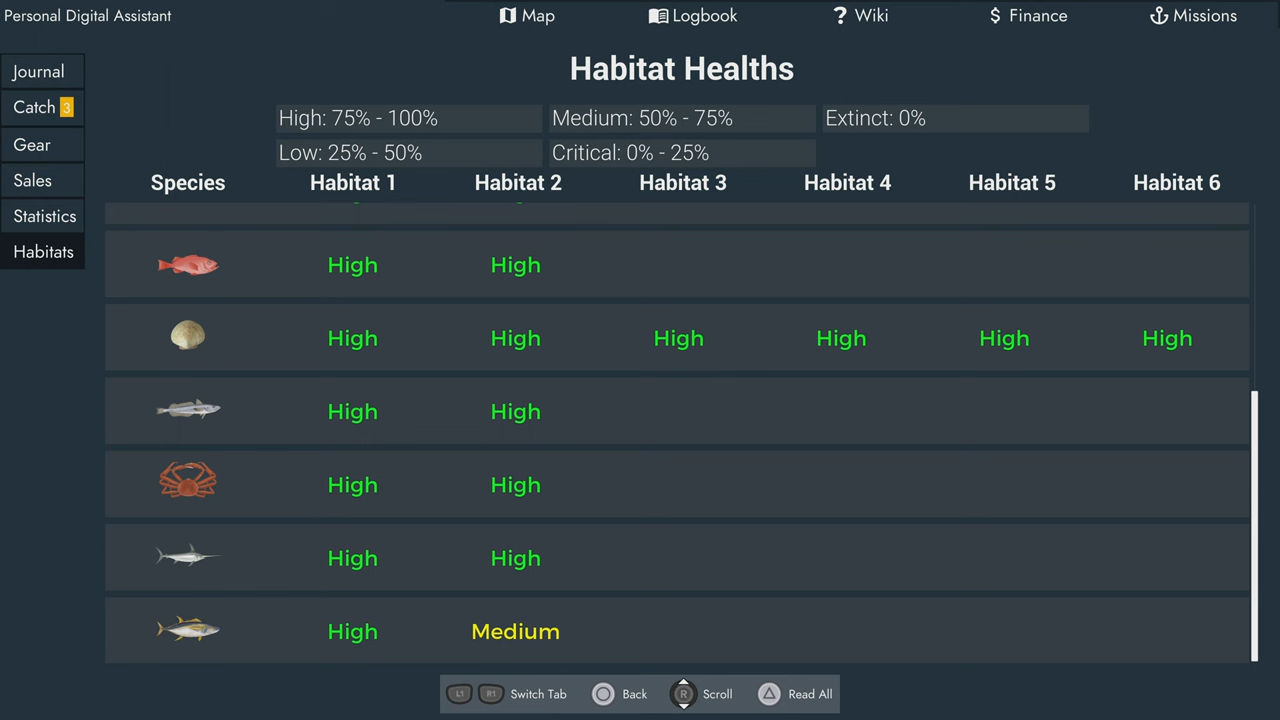 Personal Digital Assistant
Map
Logbook
Wiki
Finance
Missions
Journal
Catch 3
Gear
Sales
Statistics
Habitats
Habitat Healths
High: 75% - 100%
Medium: 50% - 75%
Extinct: 0%
Low: 25% - 50%
Critical: 0% - 25%
Species Habitat 1 Habitat 2 Habitat 3 Habitat 4 Habitat 5 Habitat 6
High High
High High High High High High
High High
High High
High High
High Medium
L1 R1 Switch Tab Back R Scroll Read All